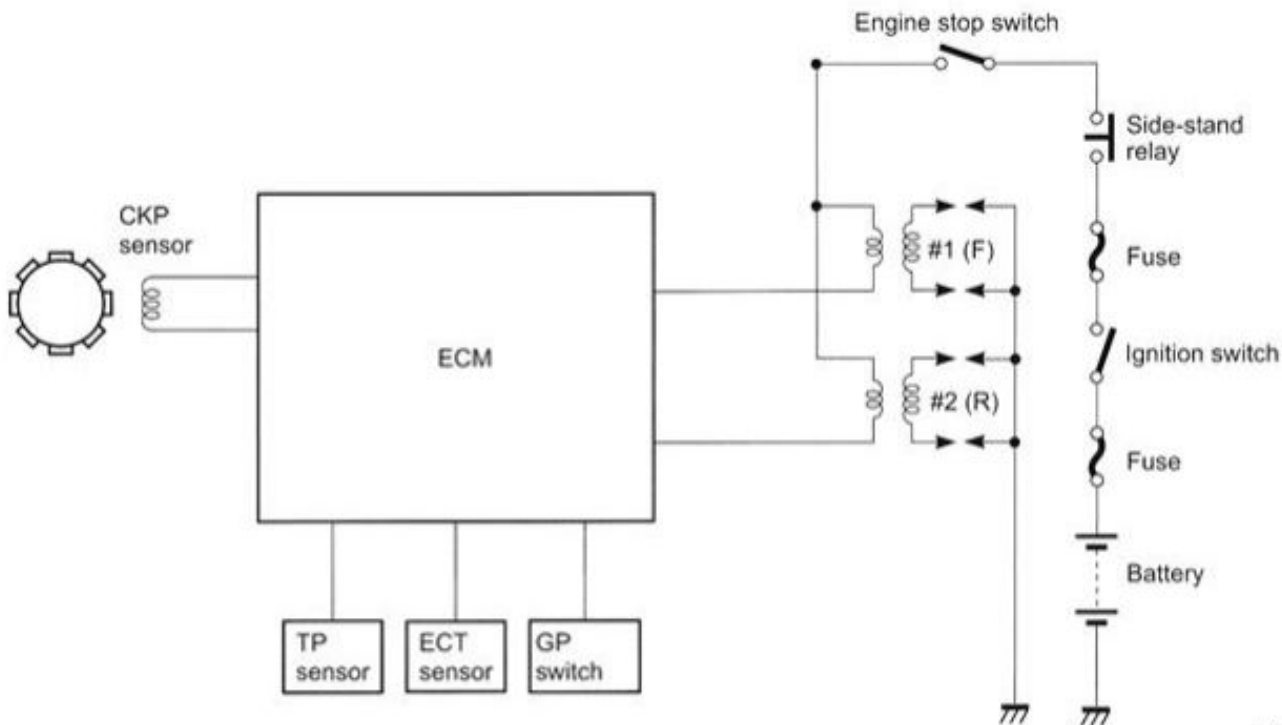 Engine stop switch
Side-stand
relay
CKP
sensor
#1 (F)
Fuse
ECM
Ignition switch
#2 (R)
Fuse
Battery
TP
sensor
ECT
sensor
GP
switch